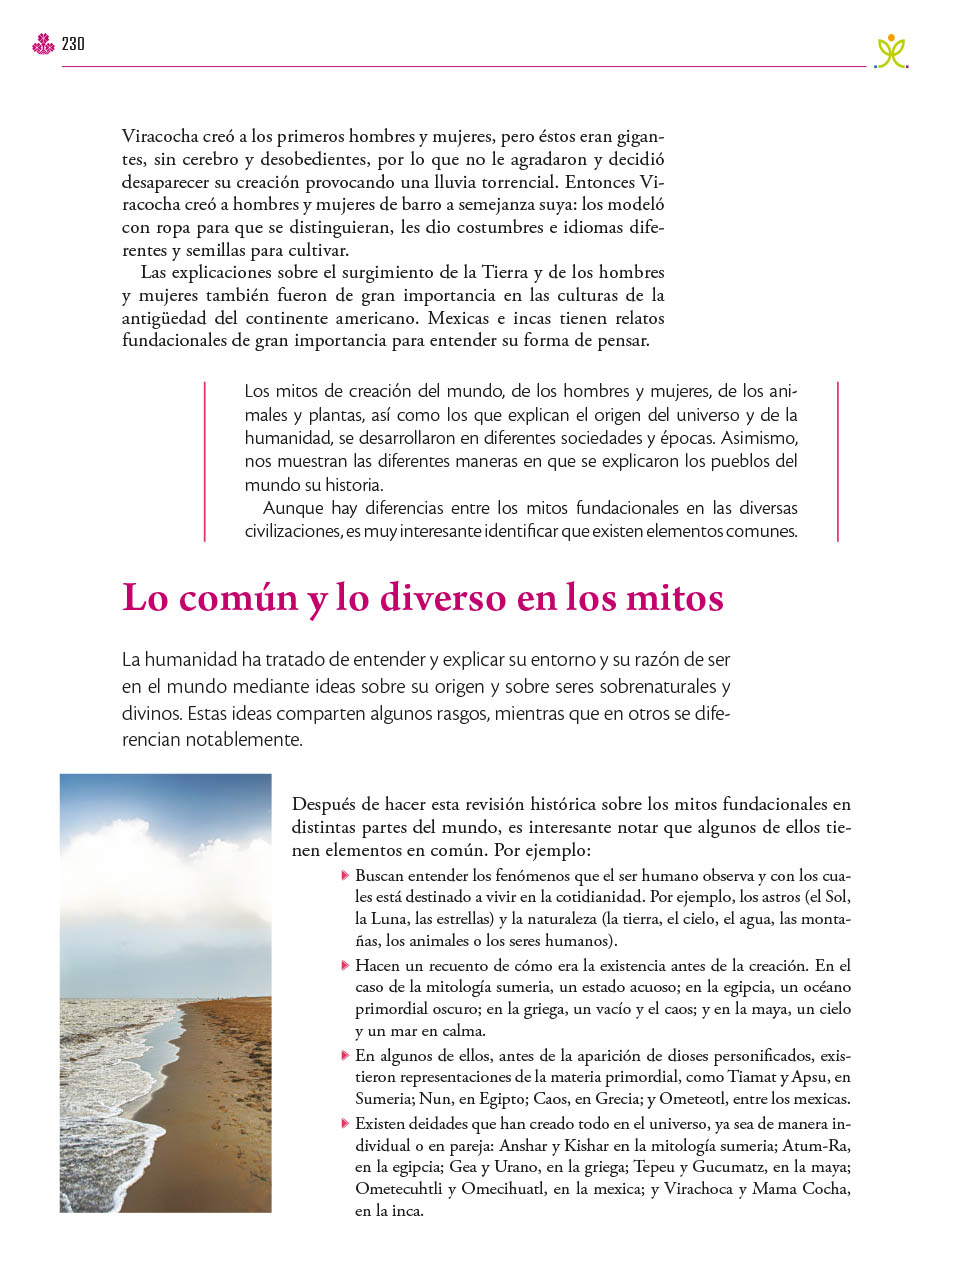 230
Viracocha creó a los primeros hombres y mujeres, pero éstos eran gigan-
tes, sin cerebro y desobedientes, por lo que no le agradaron y decidió
desaparecer su creación provocando una lluvia torrencial. Entonces Vi-
racocha creó a hombres y mujeres de barro a semejanza suya: los modeló
con ropa para que se distinguieran, les dio costumbres e idiomas dife-
rentes y semillas para cultivar.
Las explicaciones sobre el surgimiento de la Tierra y de los hombres
y mujeres también fueron de gran importancia en las culturas de la
antigüedad del continente americano. Mexicas e incas tienen relatos
fundacionales de gran importancia para entender su forma de pensar.
Los mitos de creación del mundo, de los hombres y mujeres, de los ani-
males y plantas, así como los que explican el origen del universo y de la
humanidad, se desarrollaron en diferentes sociedades y épocas. Asimismo,
nos muestran las diferentes maneras en que se explicaron los pueblos del
mundo su historia.
Aunque hay diferencias entre los mitos fundacionales en las diversas
civilizaciones, es muy interesante identificar que existen elementos comunes.
Lo común y lo diverso en los mitos
La humanidad ha tratado de entender y explicar su entorno y su razón de ser
en el mundo mediante ideas sobre su origen y sobre seres sobrenaturales y
divinos. Estas ideas comparten algunos rasgos, mientras que en otros se dife-
rencian notablemente.
Después de hacer esta revisión histórica sobre los mitos fundacionales en
distintas partes del mundo, es interesante notar que algunos de ellos tie-
nen elementos en común. Por ejemplo:
Buscan entender los fenómenos que el ser humano observa y con los cua-
les está destinado a vivir en la cotidianidad. Por ejemplo, los astros (el Sol,
la Luna, las estrellas) y la naturaleza (la tierra, el cielo, el agua, las monta-
ñas, los animales o los seres humanos).
Hacen un recuento de cómo era la existencia antes de la creación. En el
caso de la mitología sumeria, un estado acuoso; en la egipcia, un océano
primordial oscuro; en la griega, un vacío y el caos; y en la maya, un cielo
y un mar en calma.
En algunos de ellos, antes de la aparición de dioses personificados, exis-
tieron representaciones de la materia primordial, como Tiamat y Apsu, en
Sumeria; Nun, en Egipto; Caos, en Grecia; y Ometeotl, entre los mexicas.
Existen deidades que han creado todo en el universo, ya sea de manera in-
dividual o en pareja: Anshar y Kishar en la mitología sumeria; Atum-Ra,
en la egipcia; Gea y Urano, en la griega; Tepeu y Gucumatz, en la maya;
Ometecuhtli y Omecihuatl, en la mexica; y Virachoca y Mama Cocha,
en la inca.